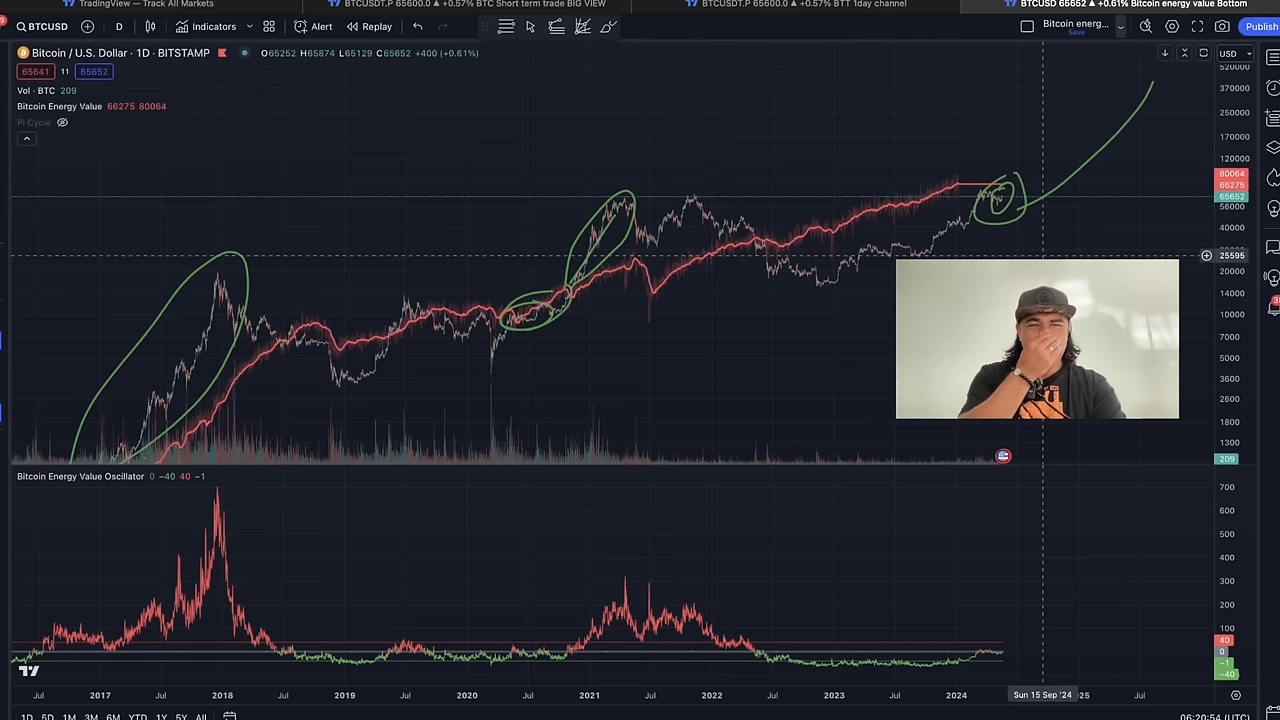 TradingView — Track All Markets
BTCUSDT.P 65600.0 ▲ +0.57% BTC Short term trade BIG VIEW
BTCUSDT.P 65600.0 ▲ +0.57% BTT 1day channel
BTCUSD 65652 ▲ +0.61% Bitcoin energy value Bottom
BTCUSD
D
Indicators
Alert
Replay
Bitcoin energ...
Save
Publish
Bitcoin / U.S. Dollar · 1D · BITSTAMP
O65252 H65874 L65129 C65652 +400 (+0.61%)
USD
65641 11 65652
Vol · BTC 209
Bitcoin Energy Value 66275 80064
Pi Cycle
520000
370000
250000
170000
120000
80064
66275
65652
56000
40000
25595
20000
14000
10000
7000
5000
3600
2600
1800
1300
209
Bitcoin Energy Value Oscillator 0 −40 40 −1
700
600
500
400
300
200
100
40
0
−1
−40
Jul 2017 Jul 2018 Jul 2019 Jul 2020 Jul 2021 Jul 2022 Jul 2023 Jul 2024 Sun 15 Sep '24 25 Jul
1D 5D 1M 3M 6M YTD 1Y 5Y All
06:20:54 (UTC)